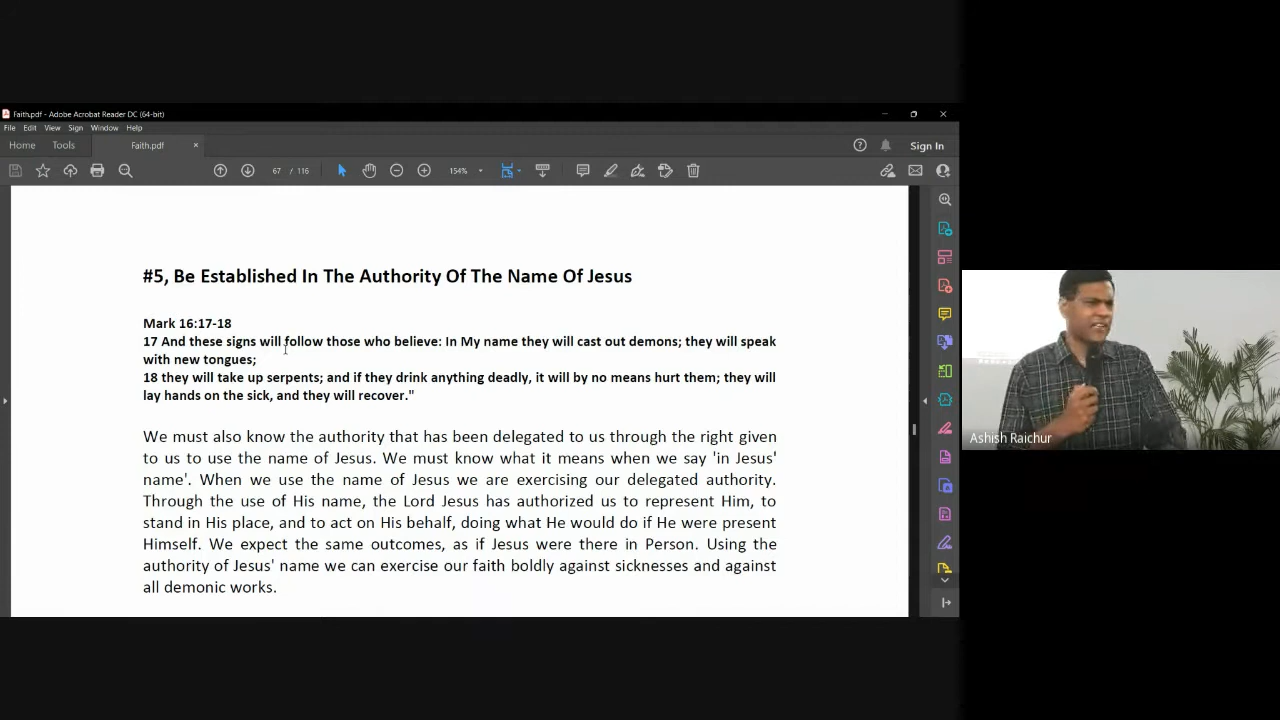 Faith.pdf - Adobe Acrobat Reader DC (64-bit)
File Edit View Sign Window Help
Home Tools Faith.pdf × Sign In
67 / 116 154%
#5, Be Established In The Authority Of The Name Of Jesus
Mark 16:17-18
17 And these signs will follow those who believe: In My name they will cast out demons; they will speak
with new tongues;
18 they will take up serpents; and if they drink anything deadly, it will by no means hurt them; they will
lay hands on the sick, and they will recover."
We must also know the authority that has been delegated to us through the right given
to us to use the name of Jesus. We must know what it means when we say 'in Jesus'
name'. When we use the name of Jesus we are exercising our delegated authority.
Through the use of His name, the Lord Jesus has authorized us to represent Him, to
stand in His place, and to act on His behalf, doing what He would do if He were present
Himself. We expect the same outcomes, as if Jesus were there in Person. Using the
authority of Jesus' name we can exercise our faith boldly against sicknesses and against
all demonic works.
Ashish Raichur